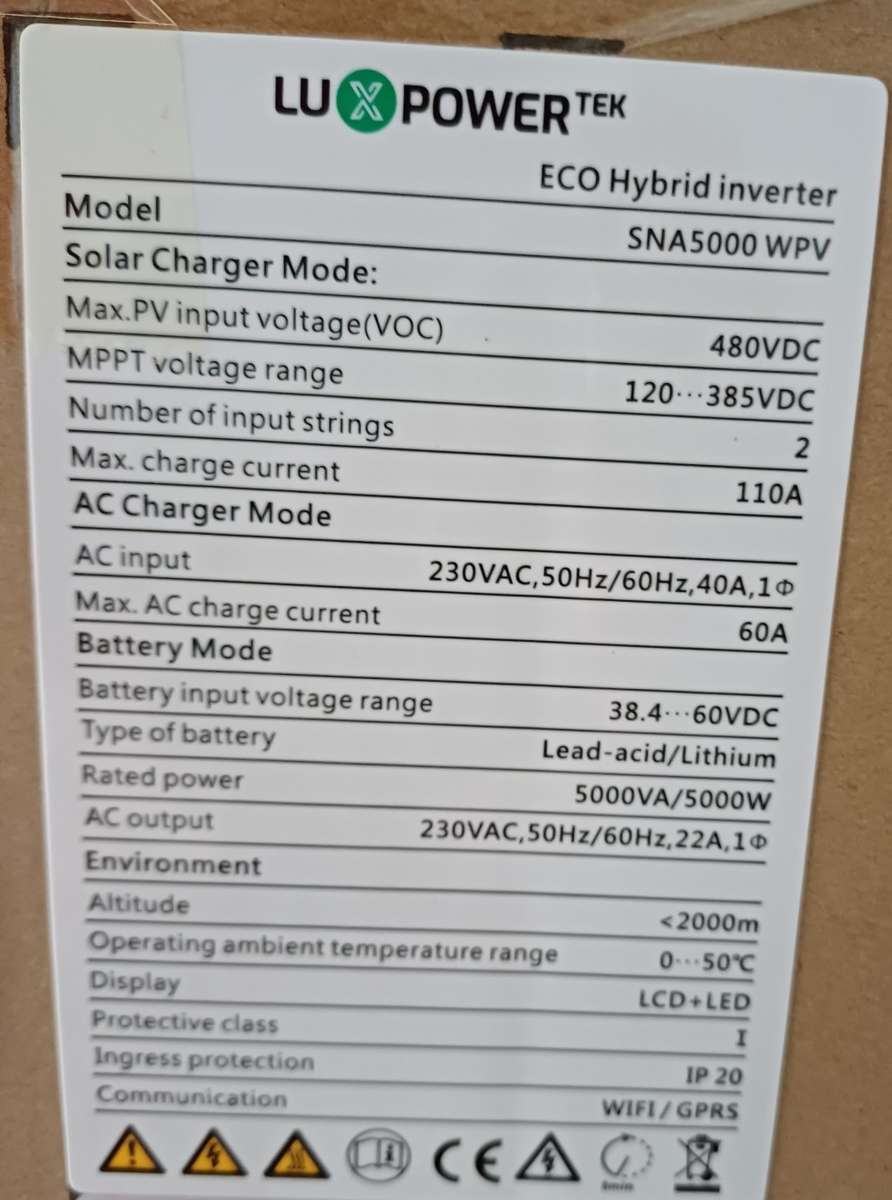 LUXPOWERTEK
ECO Hybrid inverter
Model SNA5000 WPV
Solar Charger Mode:
Max.PV input voltage(VOC) 480VDC
MPPT voltage range 120···385VDC
Number of input strings 2
Max. charge current 110A
AC Charger Mode
AC input 230VAC,50Hz/60Hz,40A,1Φ
Max. AC charge current 60A
Battery Mode
Battery input voltage range 38.4···60VDC
Type of battery Lead-acid/Lithium
Rated power 5000VA/5000W
AC output 230VAC,50Hz/60Hz,22A,1Φ
Environment
Altitude <2000m
Operating ambient temperature range 0···50℃
Display LCD+LED
Protective class I
Ingress protection IP 20
Communication WIFI / GPRS
CE
5min